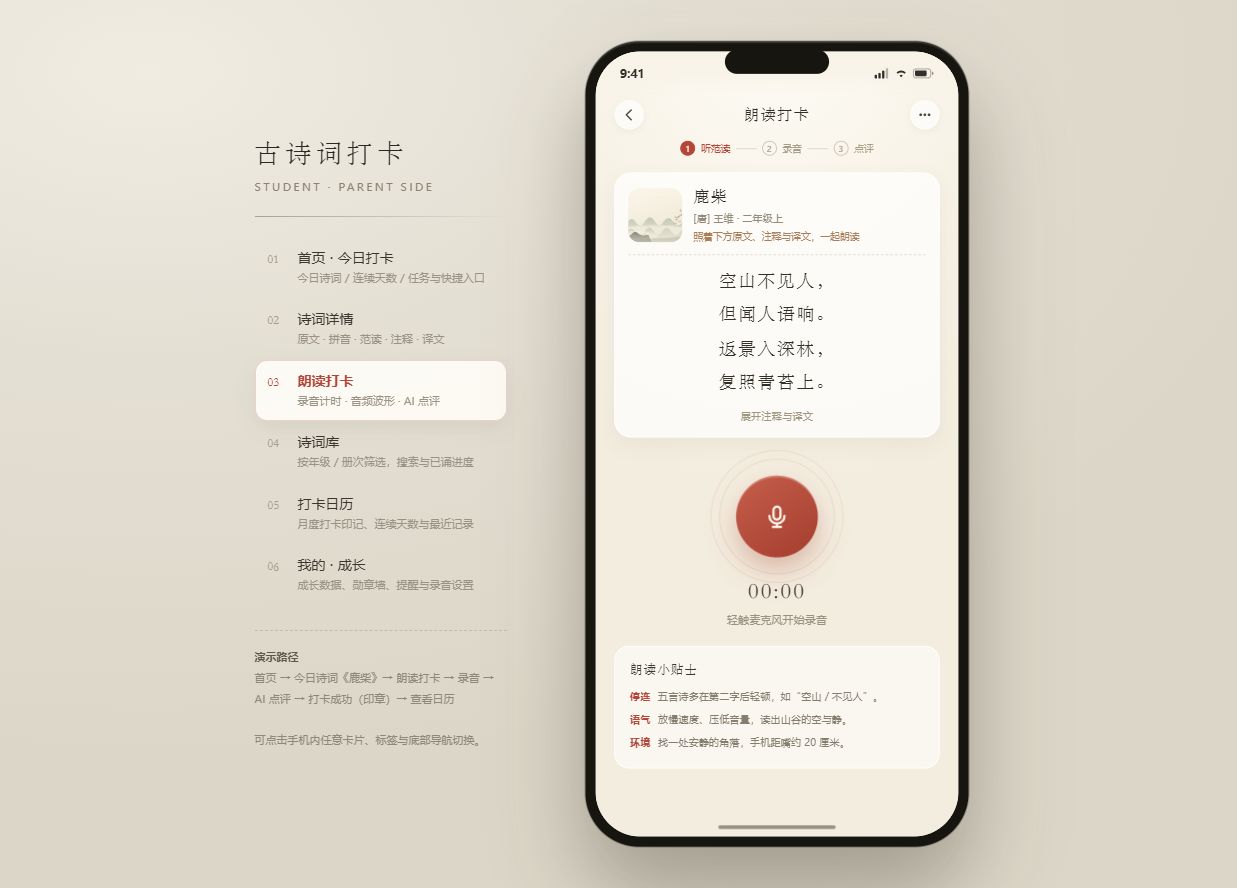 古诗词打卡
STUDENT · PARENT SIDE
01 首页 · 今日打卡
今日诗词 / 连续天数 / 任务与快捷入口
02 诗词详情
原文 · 拼音 · 范读 · 注释 · 译文
03 朗读打卡
录音计时 · 音频波形 · AI 点评
04 诗词库
按年级 / 册次筛选，搜索与已诵进度
05 打卡日历
月度打卡印记、连续天数与最近记录
06 我的 · 成长
成长数据、勋章墙、提醒与录音设置
演示路径
首页 → 今日诗词《鹿柴》→ 朗读打卡 → 录音 →
AI 点评 → 打卡成功（印章）→ 查看日历
可点击手机内任意卡片、标签与底部导航切换。
9:41
朗读打卡
1 听范读 2 录音 3 点评
鹿柴
[唐] 王维 · 二年级上
照着下方原文、注释与译文，一起朗读
空山不见人，
但闻人语响。
返景入深林，
复照青苔上。
展开注释与译文
00:00
轻触麦克风开始录音
朗读小贴士
停连 五言诗多在第二字后轻顿，如“空山 / 不见人”。
语气 放慢速度、压低音量，读出山谷的空与静。
环境 找一处安静的角落，手机距嘴约 20 厘米。